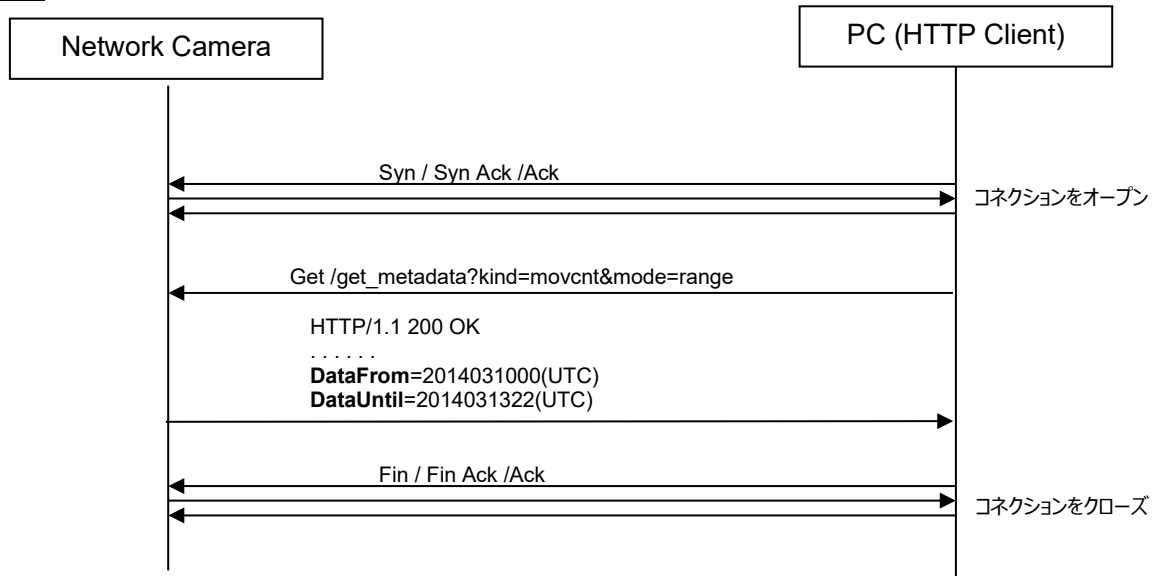 Network Camera
PC (HTTP Client)
Syn / Syn Ack /Ack
コネクションをオープン
Get /get_metadata?kind=movcnt&mode=range
HTTP/1.1 200 OK
. . . . . .
DataFrom=2014031000(UTC)
DataUntil=2014031322(UTC)
Fin / Fin Ack /Ack
コネクションをクローズ